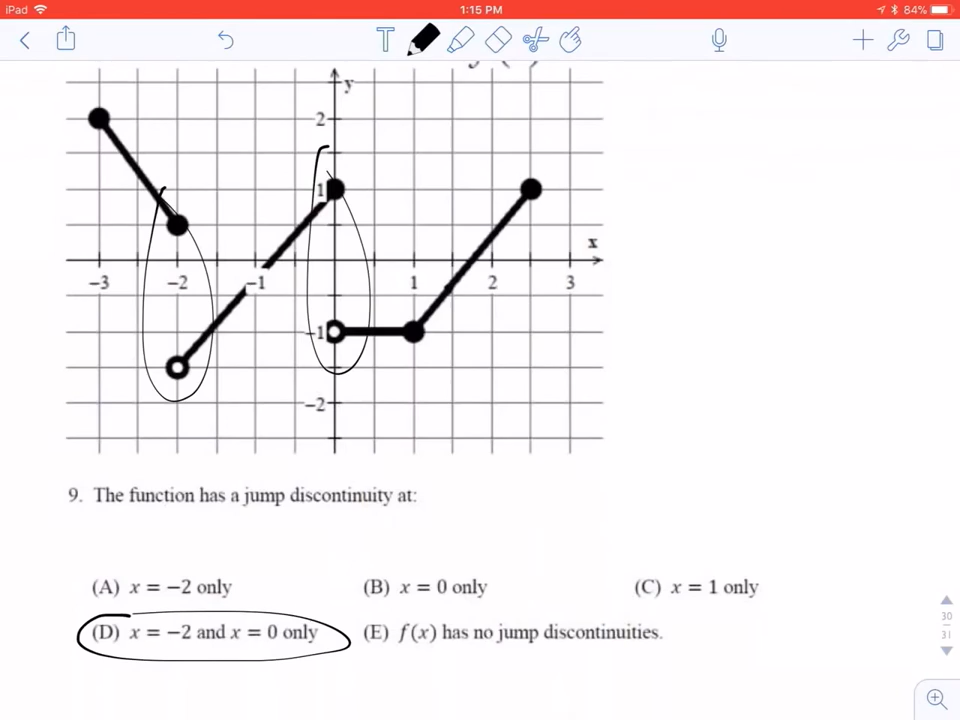 iPad 1:15 PM 84%
T
y
2
1
x
−3 −2 −1 1 2 3
−1
−2
9. The function has a jump discontinuity at:
(A) x = −2 only (B) x = 0 only (C) x = 1 only
(D) x = −2 and x = 0 only (E) f(x) has no jump discontinuities.
30
31